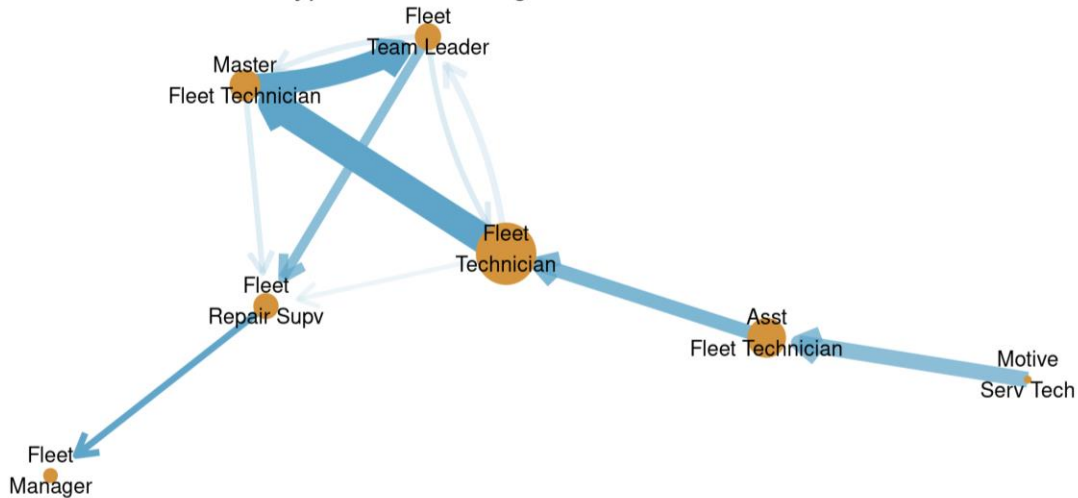 Fleet
Team Leader
Master
Fleet Technician
Fleet
Technician
Fleet
Repair Supv
Asst
Fleet Technician
Motive
Serv Tech
Fleet
Manager